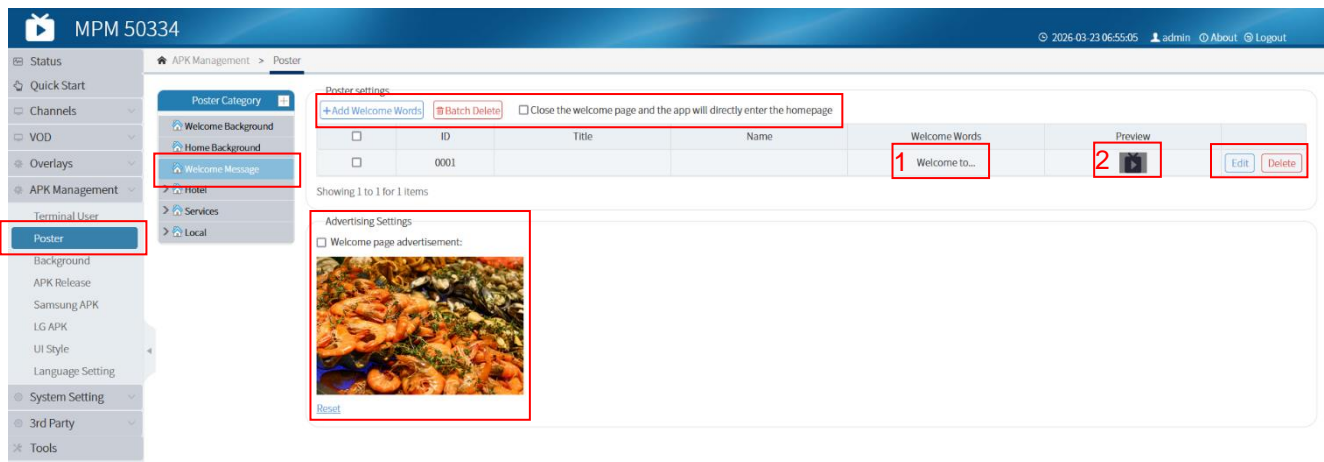 MPM 50334
2026-03-23 06:55:05 admin About Logout
Status
Quick Start
Channels
VOD
Overlays
APK Management
Terminal User
Poster
Background
APK Release
Samsung APK
LG APK
UI Style
Language Setting
System Setting
3rd Party
Tools
APK Management > Poster
Poster Category +
Welcome Background
Home Background
Welcome Message
> Hotel
> Services
> Local
Poster settings
+Add Welcome Words Batch Delete Close the welcome page and the app will directly enter the homepage
ID Title Name Welcome Words Preview
0001 1 Welcome to... 2 Edit Delete
Showing 1 to 1 for 1 items
Advertising Settings
Welcome page advertisement:
Reset